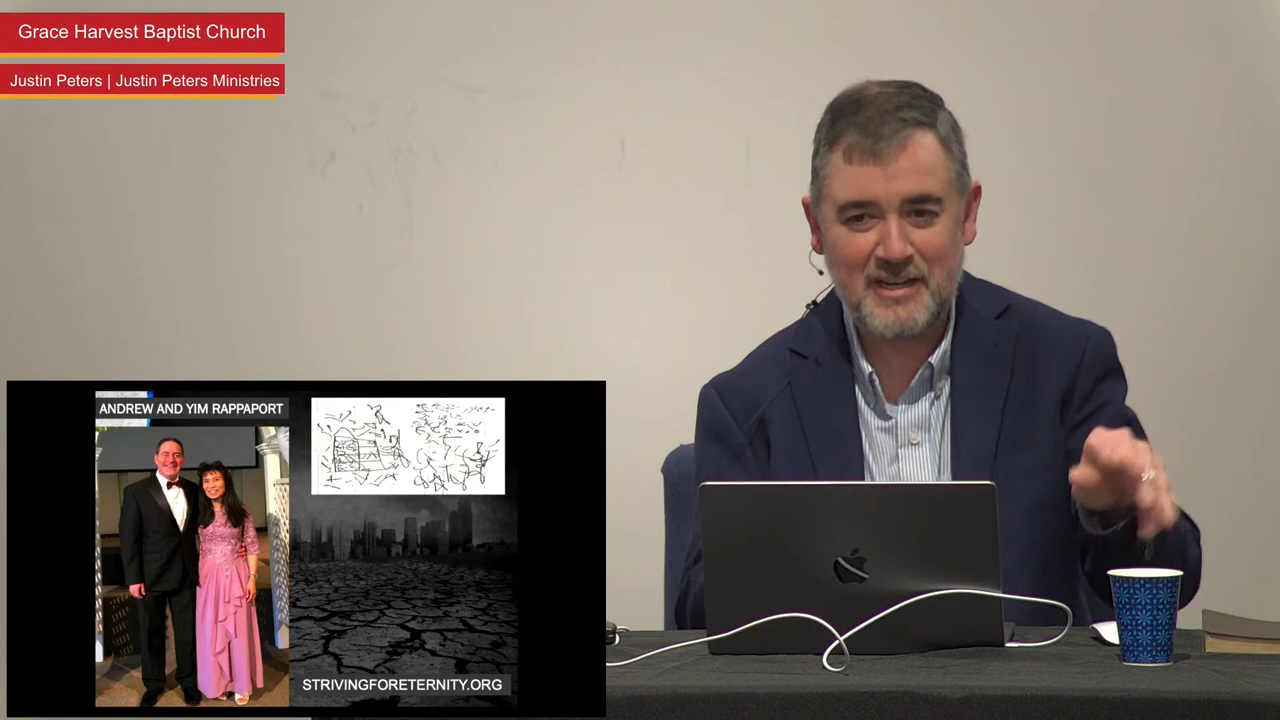 Grace Harvest Baptist Church
Justin Peters | Justin Peters Ministries
ANDREW AND YIM RAPPAPORT
STRIVINGFORETERNITY.ORG